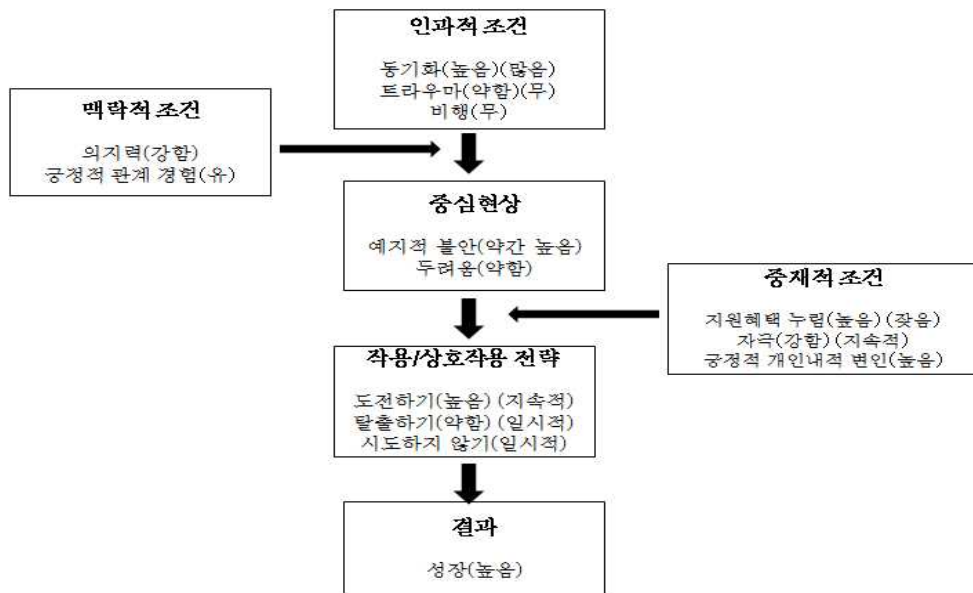 인과적 조건
동기화(높음)(많음)
트라우마(약함)(무)
비행(무)
맥락적 조건
의지력(강함)
긍정적 관계 경험(유)
중심현상
예지적 불안(약간 높음)
두려움(약함)
중재적 조건
지원혜택 누림(높음)(잦음)
자극(강함)(지속적)
긍정적 개인내적 변인(높음)
작용/상호작용 전략
도전하기(높음)(지속적)
탈출하기(약함)(일시적)
시도하지 않기(일시적)
결과
성장(높음)